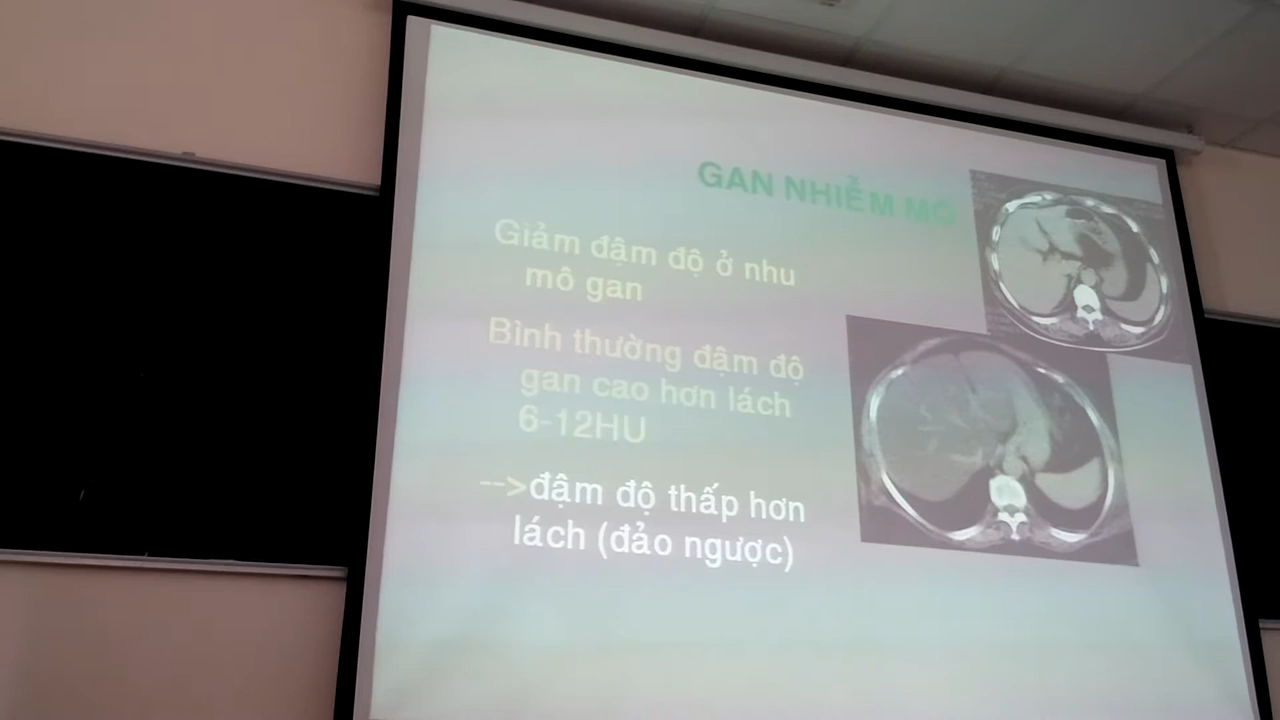 GAN NHIỄM MỠ
Giảm đậm độ ở nhu
mô gan
Bình thường đậm độ
gan cao hơn lách
6-12HU
-->đậm độ thấp hơn
lách (đảo ngược)